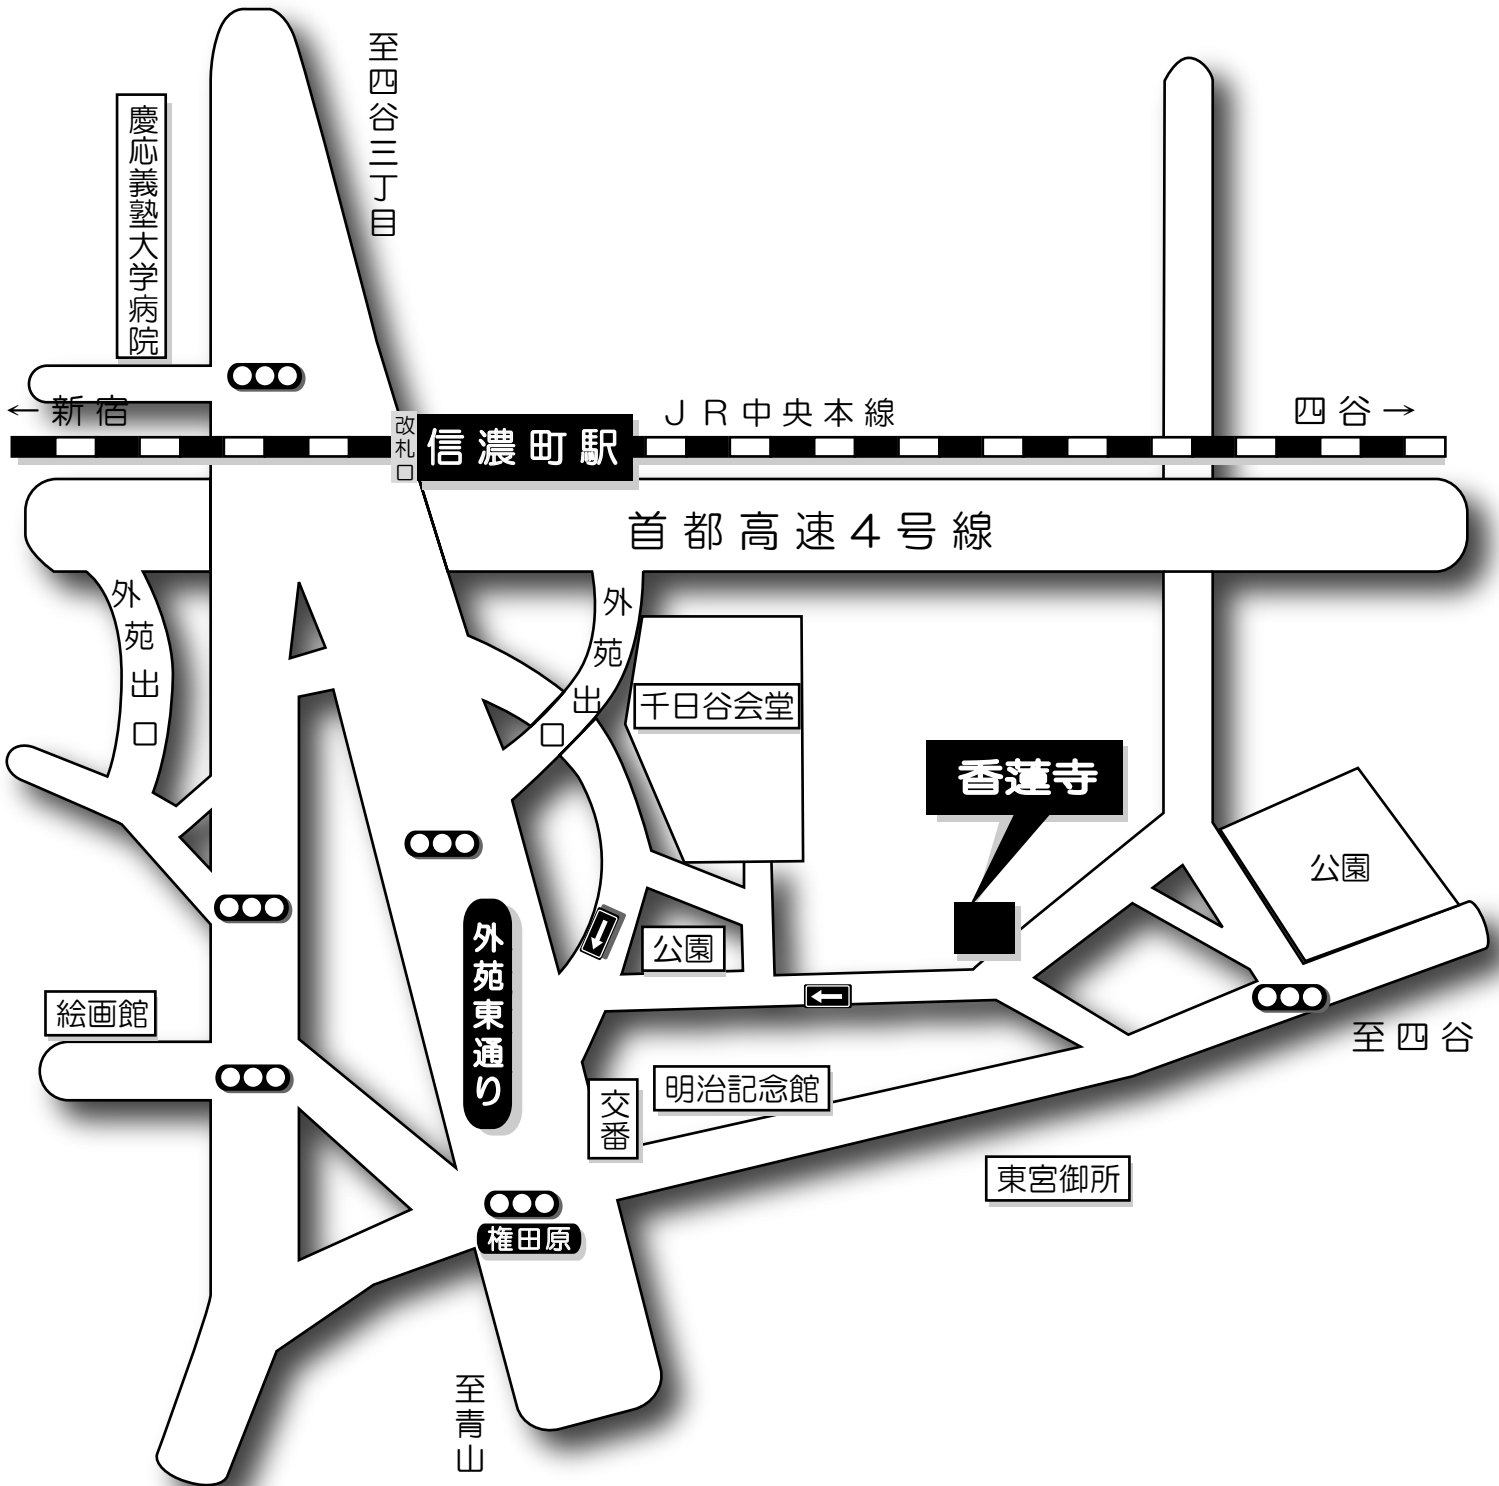 至四谷三丁目
慶応義塾大学病院
←新宿
改札口
信濃町駅
JR中央本線
四谷→
首都高速4号線
外苑出口
外苑出口
千日谷会堂
香蓮寺
公園
外苑東通り
公園
絵画館
至四谷
交番
明治記念館
東宮御所
権田原
至青山